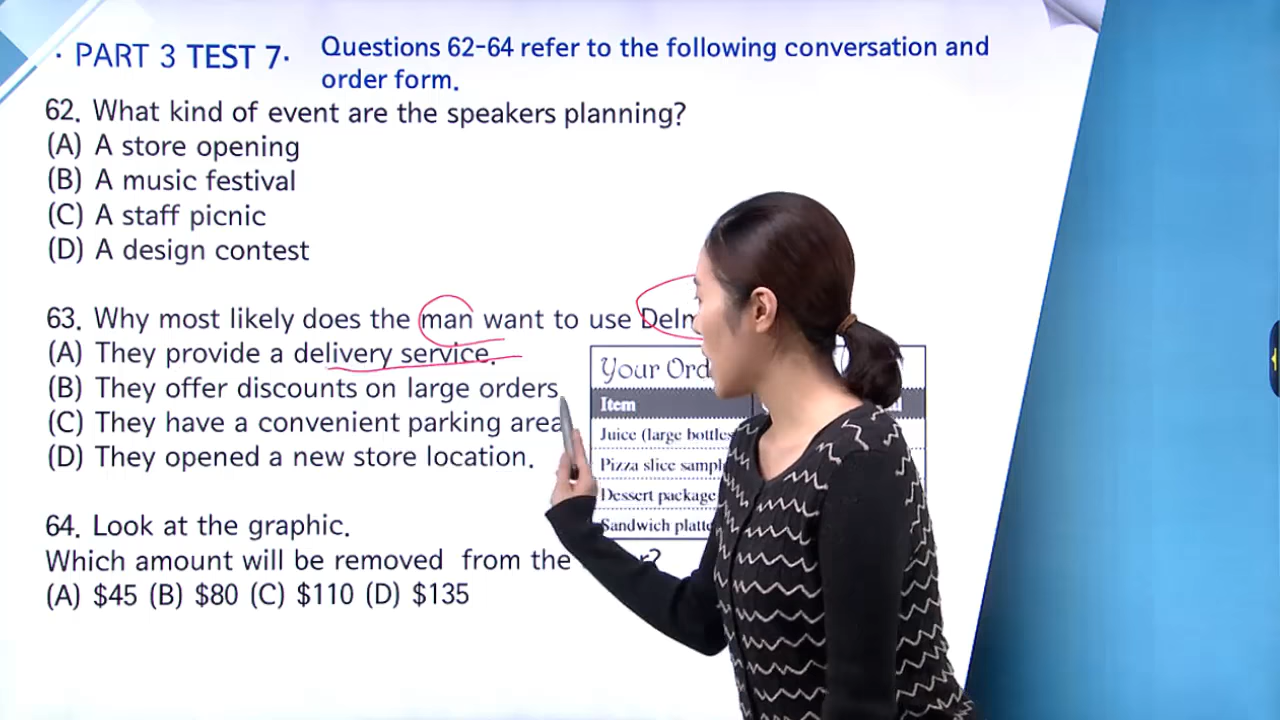 · PART 3 TEST 7·
Questions 62-64 refer to the following conversation and
order form.
62. What kind of event are the speakers planning?
(A) A store opening
(B) A music festival
(C) A staff picnic
(D) A design contest
63. Why most likely does the man want to use
(A) They provide a delivery service.
(B) They offer discounts on large orders.
(C) They have a convenient parking area
(D) They opened a new store location.
Your
Item
Juice (large bottles
Pizza slice
Dessert package
Sandwich
64. Look at the graphic.
Which amount will be removed from the
(A) $45 (B) $80 (C) $110 (D) $135